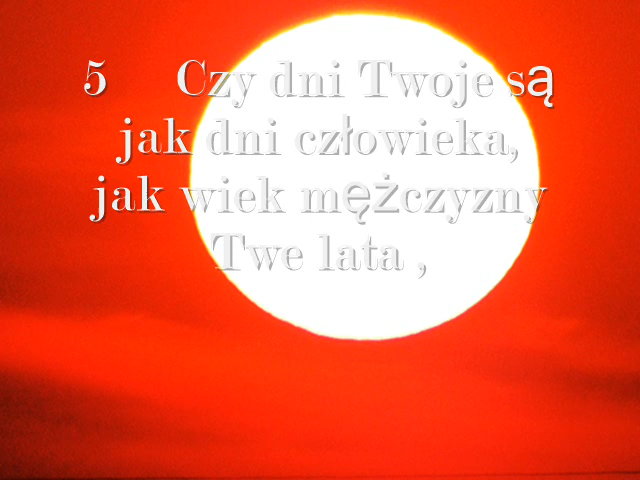 5 Czy dni Twoje są
jak dni człowieka,
jak wiek mężczyzny
Twe lata ,